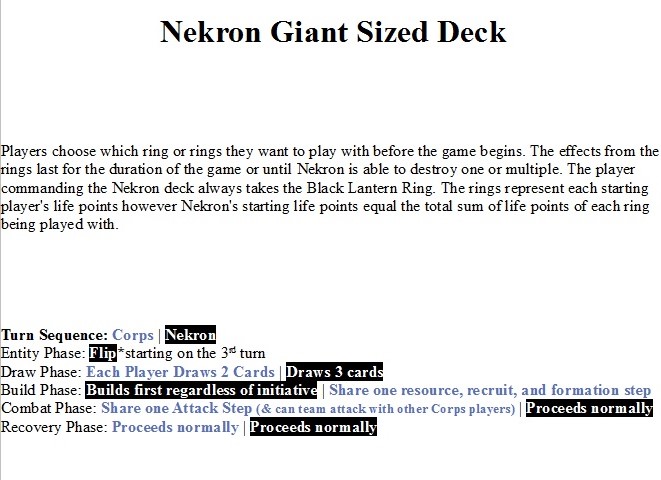 Nekron Giant Sized Deck
Players choose which ring or rings they want to play with before the game begins. The effects from the
rings last for the duration of the game or until Nekron is able to destroy one or multiple. The player
commanding the Nekron deck always takes the Black Lantern Ring. The rings represent each starting
player's life points however Nekron's starting life points equal the total sum of life points of each ring
being played with.
Turn Sequence: Corps | Nekron
Entity Phase: Flip*starting on the 3rd turn
Draw Phase: Each Player Draws 2 Cards | Draws 3 cards
Build Phase: Builds first regardless of initiative | Share one resource, recruit, and formation step
Combat Phase: Share one Attack Step (& can team attack with other Corps players) | Proceeds normally
Recovery Phase: Proceeds normally | Proceeds normally